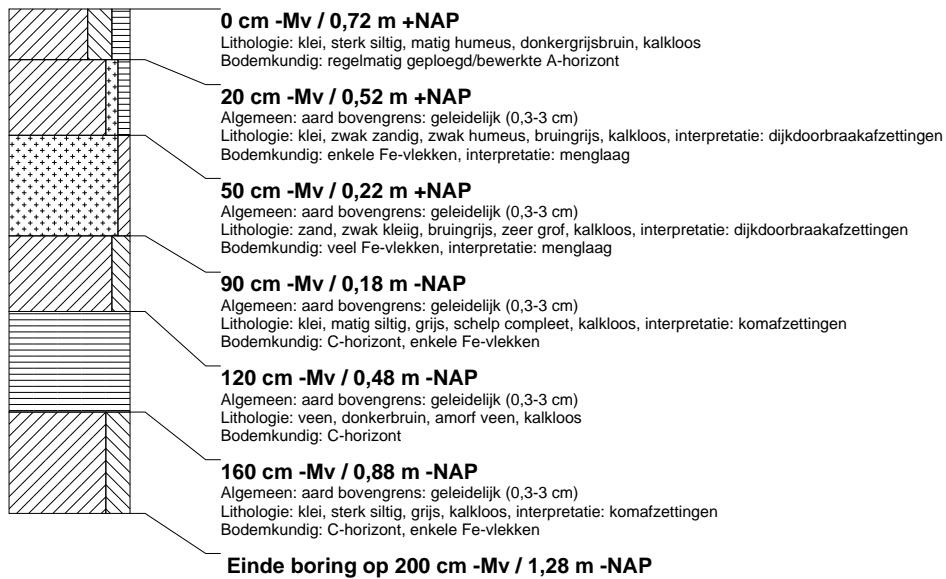 0 cm -Mv / 0,72 m +NAP
Lithologie: klei, sterk siltig, matig humeus, donkergrijsbruin, kalkloos
Bodemkundig: regelmatig geploegd/bewerkte A-horizont
20 cm -Mv / 0,52 m +NAP
Algemeen: aard bovengrens: geleidelijk (0,3-3 cm)
Lithologie: klei, zwak zandig, zwak humeus, bruingrijs, kalkloos, interpretatie: dijkdoorbraakafzettingen
Bodemkundig: enkele Fe-vlekken, interpretatie: menglaag
50 cm -Mv / 0,22 m +NAP
Algemeen: aard bovengrens: geleidelijk (0,3-3 cm)
Lithologie: zand, zwak kleiig, bruingrijs, zeer grof, kalkloos, interpretatie: dijkdoorbraakafzettingen
Bodemkundig: veel Fe-vlekken, interpretatie: menglaag
90 cm -Mv / 0,18 m -NAP
Algemeen: aard bovengrens: geleidelijk (0,3-3 cm)
Lithologie: klei, matig siltig, grijs, schelp compleet, kalkloos, interpretatie: komafzettingen
Bodemkundig: C-horizont, enkele Fe-vlekken
120 cm -Mv / 0,48 m -NAP
Algemeen: aard bovengrens: geleidelijk (0,3-3 cm)
Lithologie: veen, donkerbruin, amorf veen, kalkloos
Bodemkundig: C-horizont
160 cm -Mv / 0,88 m -NAP
Algemeen: aard bovengrens: geleidelijk (0,3-3 cm)
Lithologie: klei, sterk siltig, grijs, kalkloos, interpretatie: komafzettingen
Bodemkundig: C-horizont, enkele Fe-vlekken
Einde boring op 200 cm -Mv / 1,28 m -NAP